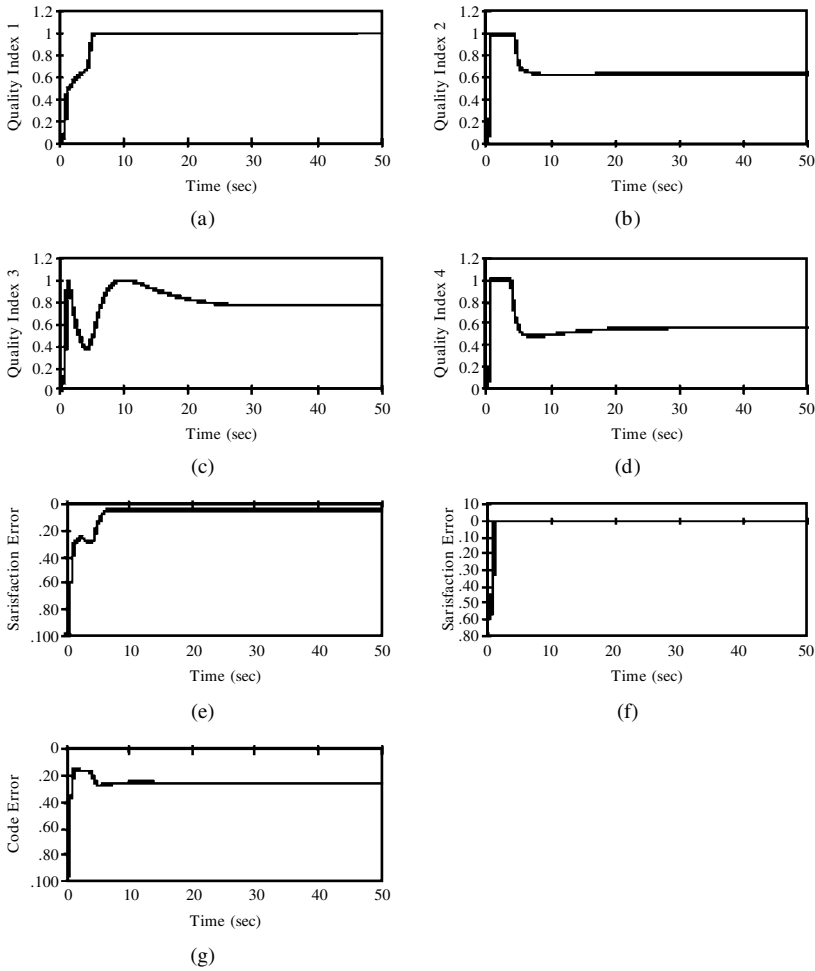 Quality Index 1
1.2
1
0.8
0.6
0.4
0.2
0
0 10 20 30 40 50
Time (sec)
(a)
Quality Index 2
1.2
1
0.8
0.6
0.4
0.2
0
0 10 20 30 40 50
Time (sec)
(b)
Quality Index 3
1.2
1
0.8
0.6
0.4
0.2
0
0 10 20 30 40 50
Time (sec)
(c)
Quality Index 4
1.2
1
0.8
0.6
0.4
0.2
0
0 10 20 30 40 50
Time (sec)
(d)
Sarisfaction Error
0
.20
.40
.60
.80
.100
0 10 20 30 40 50
Time (sec)
(e)
Sarisfaction Error
10
0
.10
.20
.30
.40
.50
.60
.80
10 20 30 40 50
0
Time (sec)
(f)
Code Error
0
.20
.40
.60
.80
.100
0 10 20 30 40 50
Time (sec)
(g)